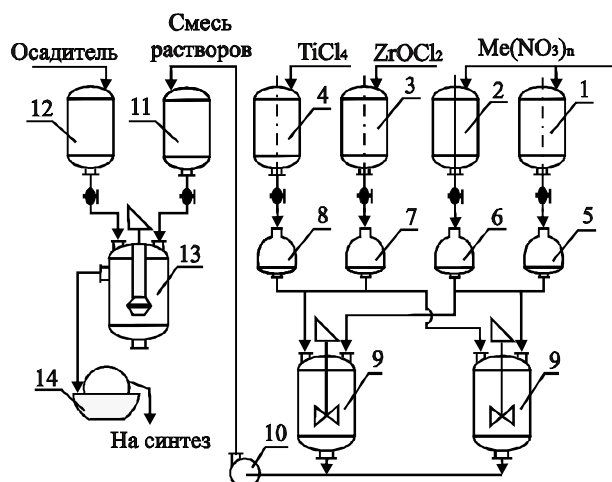 Смесь
Осадитель
растворов
TiCl₄
ZrOCl₂
Me(NO₃)ₙ
12
11
4
3
2
1
8
7
6
5
13
14
На синтез
9
9
10